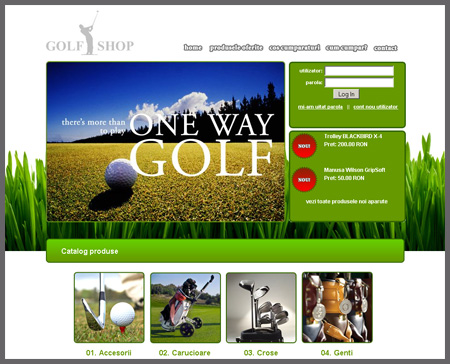 GOLF SHOP
home produsele oferite cos cumparaturi cum cumpar? contact
there's more than
to play
ONE WAY
GOLF
utilizator:
parola:
Log In
mi-am uitat parola || cont nou utilizator
NOU!
Trolley BLACKBIRD X-4
Pret: 200.00 RON
NOU!
Manusa Wilson GripSoft
Pret: 50.00 RON
vezi toate produsele noi aparute
Catalog produse
01. Accesorii 02. Carucioare 03. Crose 04. Genti